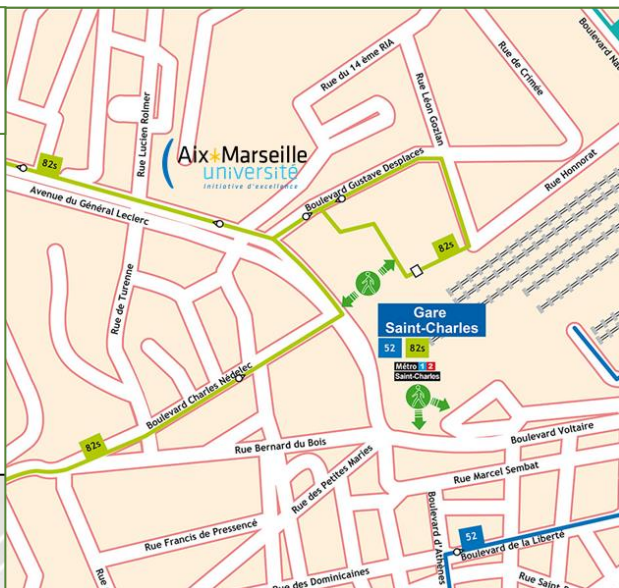 Boulevard Nat
Rue du 14 ème RIA
Rue de Crimée
Rue Léon Gozlan
Rue Lucien Rolmer
Aix*Marseille
université
Initiative d'excellence
82s
Boulevard Gustave Desplaces
Rue Honnorat
Avenue du Général Leclerc
82s
Rue de Turenne
Gare
Saint-Charles
52 82s
Métro 1 2
Saint-Charles
Boulevard Charles Nédelec
82s
Boulevard Voltaire
Rue Bernard du Bois
Rue des Petites Maries
Rue Marcel Sembat
Rue Francis de Pressencé
Boulevard d'Athènes
52
Boulevard de la Liberté
Rue
Rue des Dominicaines
Rue Saint